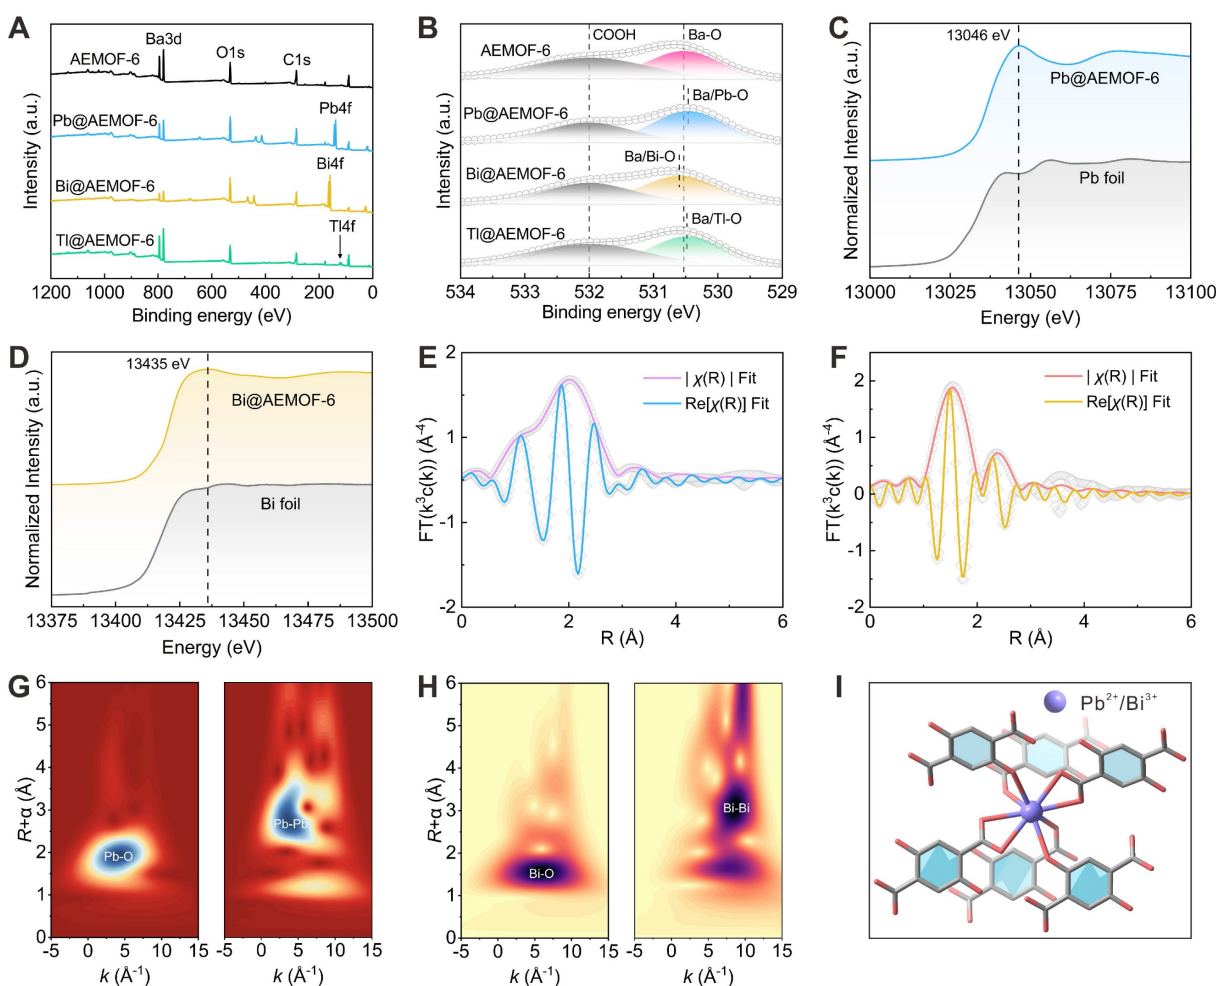 A
AEMOF-6
Ba3d
O1s
C1s
Pb@AEMOF-6
Pb4f
Bi@AEMOF-6
Bi4f
Tl@AEMOF-6
Tl4f
Intensity (a.u.)
1200 1000 800 600 400 200 0
Binding energy (eV)
B
COOH
Ba-O
AEMOF-6
Ba/Pb-O
Pb@AEMOF-6
Ba/Bi-O
Bi@AEMOF-6
Ba/Tl-O
Tl@AEMOF-6
Intensity (a.u.)
534 533 532 531 530 529
Binding energy (eV)
C
13046 eV
Pb@AEMOF-6
Pb foil
Normalized Intensity (a.u.)
13000 13025 13050 13075 13100
Energy (eV)
D
13435 eV
Bi@AEMOF-6
Bi foil
Normalized Intensity (a.u.)
13375 13400 13425 13450 13475 13500
Energy (eV)
E
| χ(R) | Fit
Re[χ(R)] Fit
FT(k³c(k)) (Å⁻⁴)
2
1
-1
-2
0 2 4 6
R (Å)
F
| χ(R) | Fit
Re[χ(R)] Fit
FT(k³c(k)) (Å⁻⁴)
2
1
0
-1
-2
0 1 2 3 4 5 6
R (Å)
G
R+α (Å)
6
5
4
3
2
1
0
Pb-O
Pb-Pb
-5 0 5 10 15
0 5 10 15
k (Å⁻¹)
k (Å⁻¹)
H
6
5
4
3
2
1
0
R+α (Å)
Bi-O
Bi-Bi
-5 0 5 10 15
-5 0 5 10 15
k (Å⁻¹)
k (Å⁻¹)
I
Pb²⁺/Bi³⁺